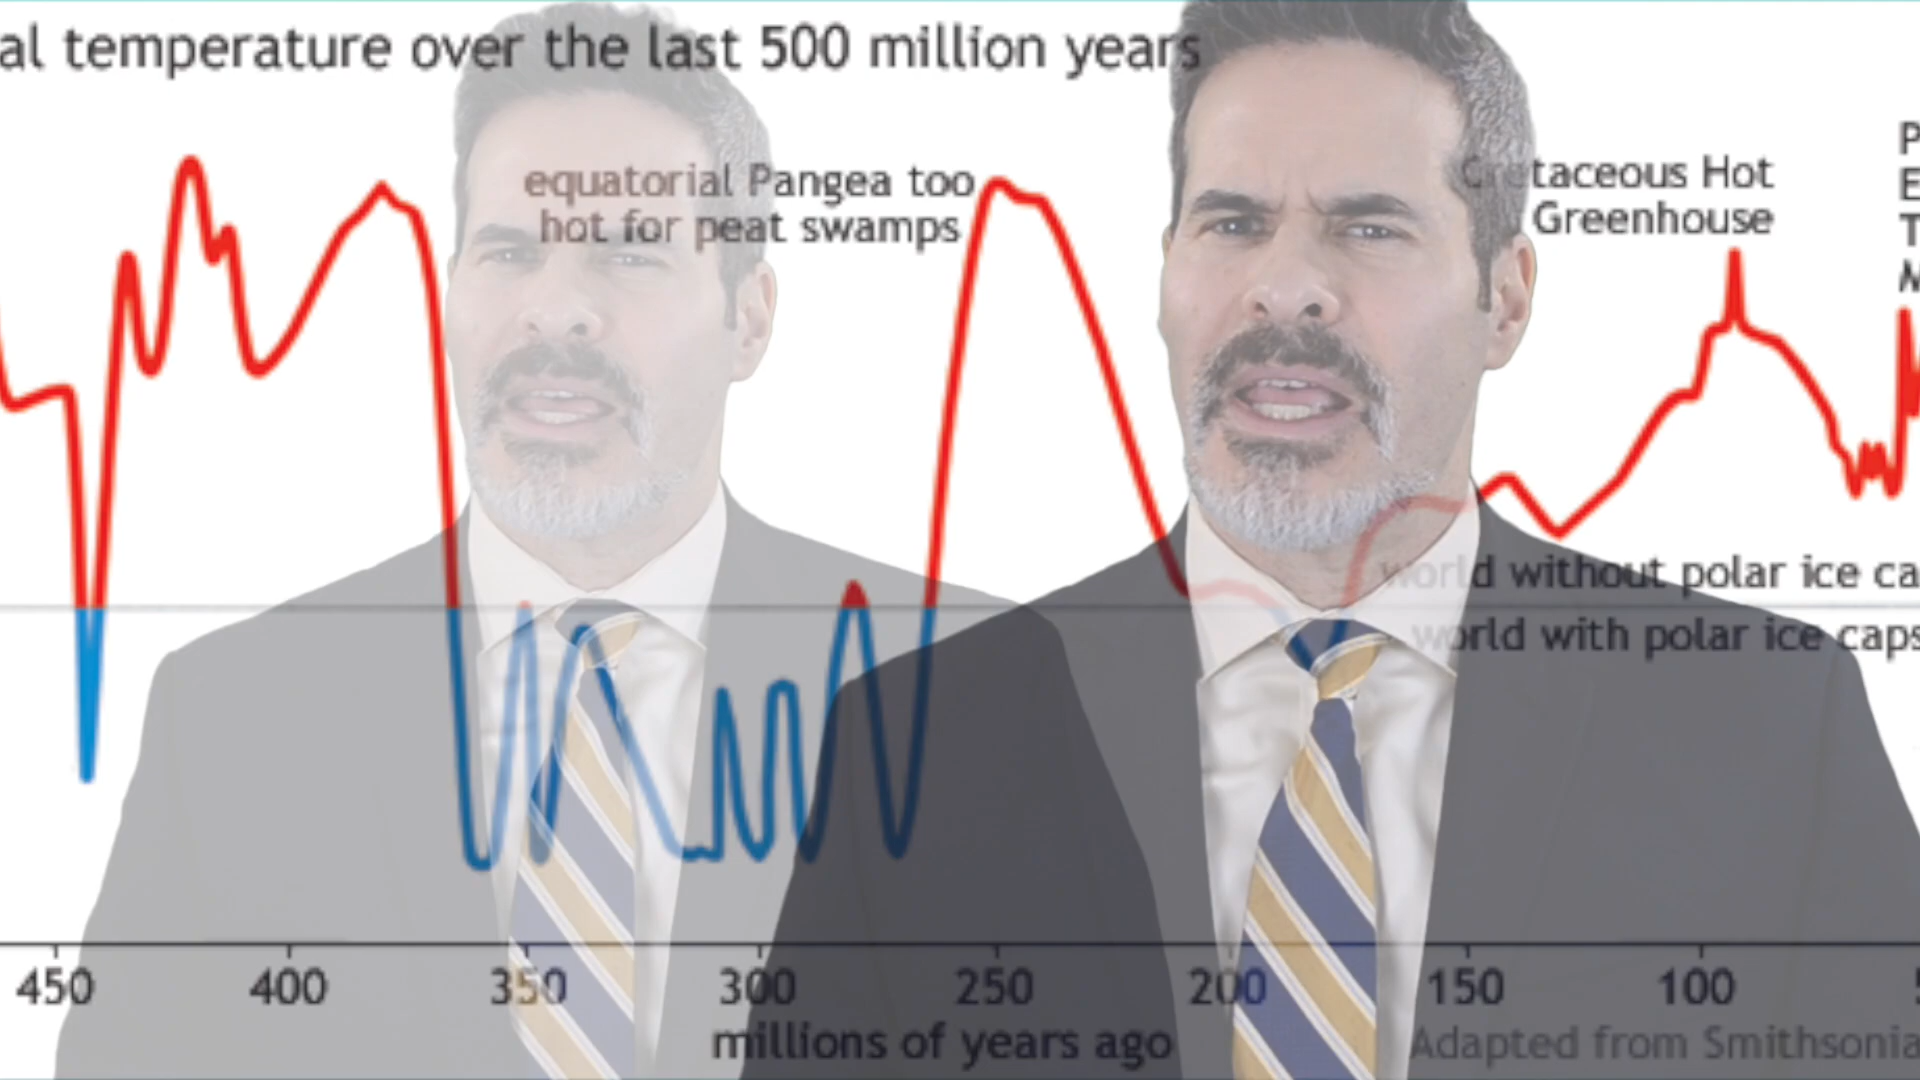 al temperature over the last 500 million years
equatorial Pangea too
hot for peat swamps
Cretaceous Hot
Greenhouse
P
E
T
M
world without polar ice ca
world with polar ice caps
450 400 350 300 250 200 150 100 5
millions of years ago
Adapted from Smithsonia